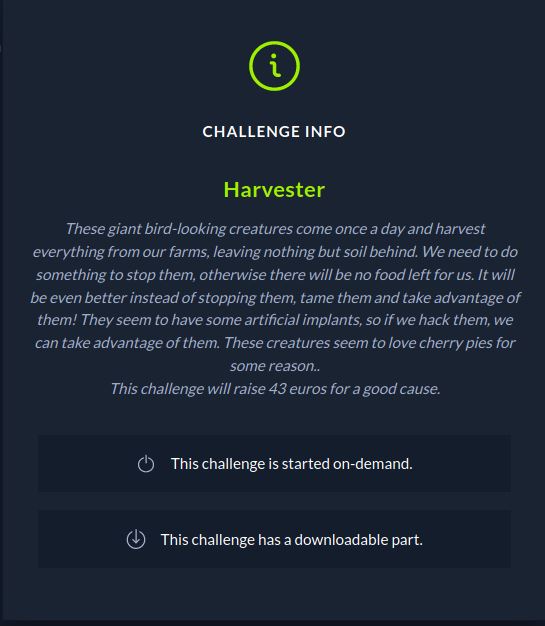 CHALLENGE INFO
Harvester
These giant bird-looking creatures come once a day and harvest
everything from our farms, leaving nothing but soil behind. We need to do
something to stop them, otherwise there will be no food left for us. It will
be even better instead of stopping them, tame them and take advantage of
them! They seem to have some artificial implants, so if we hack them, we
can take advantage of them. These creatures seem to love cherry pies for
some reason..
This challenge will raise 43 euros for a good cause.
This challenge is started on-demand.
This challenge has a downloadable part.